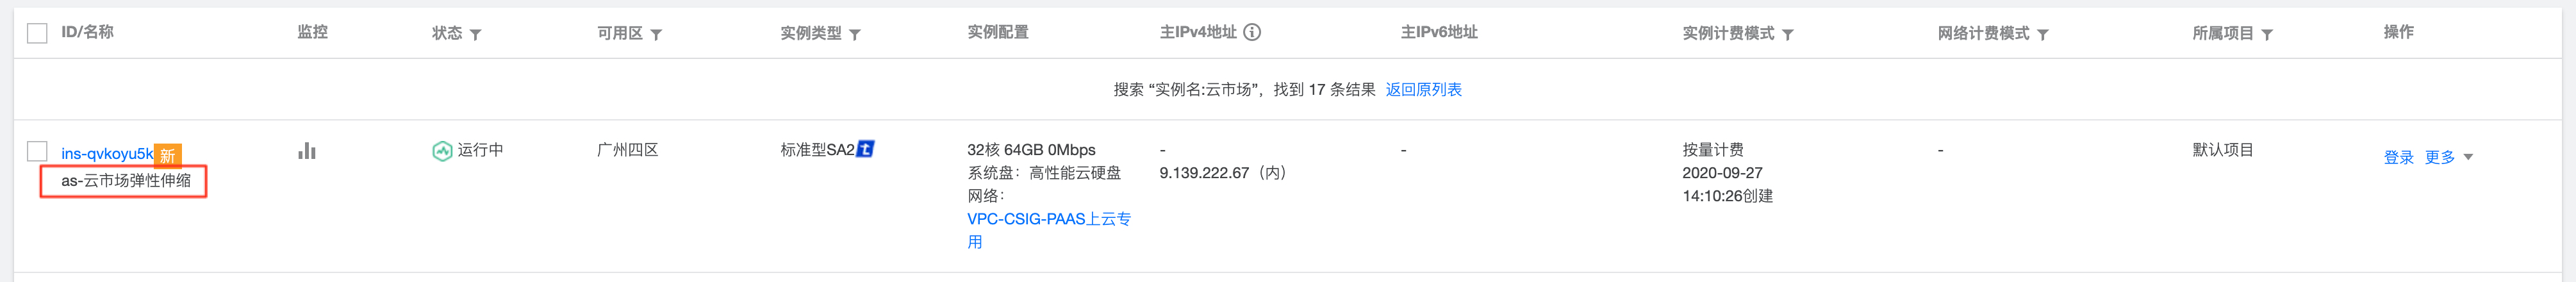 ID/名称 监控 状态 可用区 实例类型 实例配置 主IPv4地址 主IPv6地址 实例计费模式 网络计费模式 所属项目 操作
搜索 “实例名:云市场”，找到 17 条结果 返回原列表
ins-qvkoyu5k 新
as-云市场弹性伸缩
运行中
广州四区
标准型SA2
32核 64GB 0Mbps
系统盘：高性能云硬盘
网络：
VPC-CSIG-PAAS上云专
用
-
9.139.222.67（内）
-
按量计费
2020-09-27
14:10:26创建
-
默认项目
登录 更多